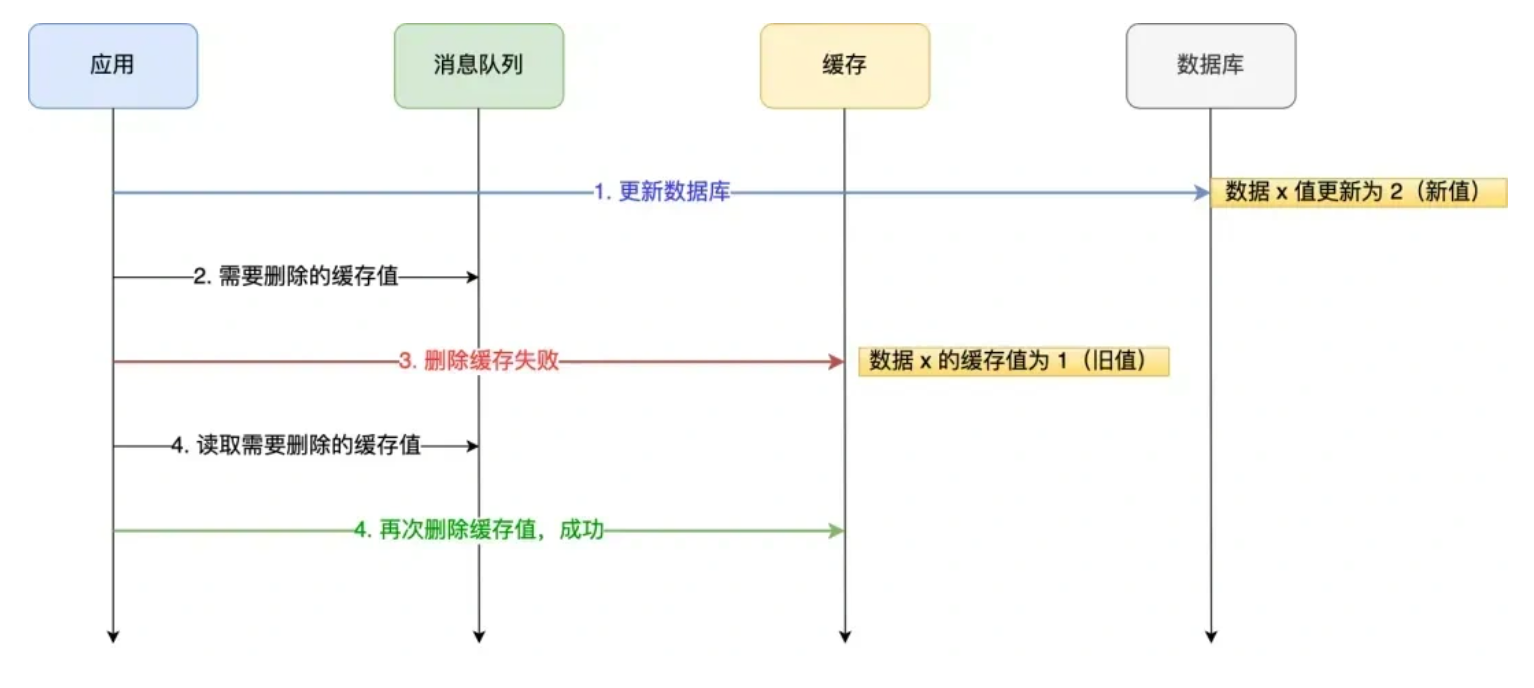 应用
消息队列
缓存
数据库
1. 更新数据库
数据 x 值更新为 2（新值）
2. 需要删除的缓存值
3. 删除缓存失败
数据 x 的缓存值为 1（旧值）
4. 读取需要删除的缓存值
4. 再次删除缓存值，成功